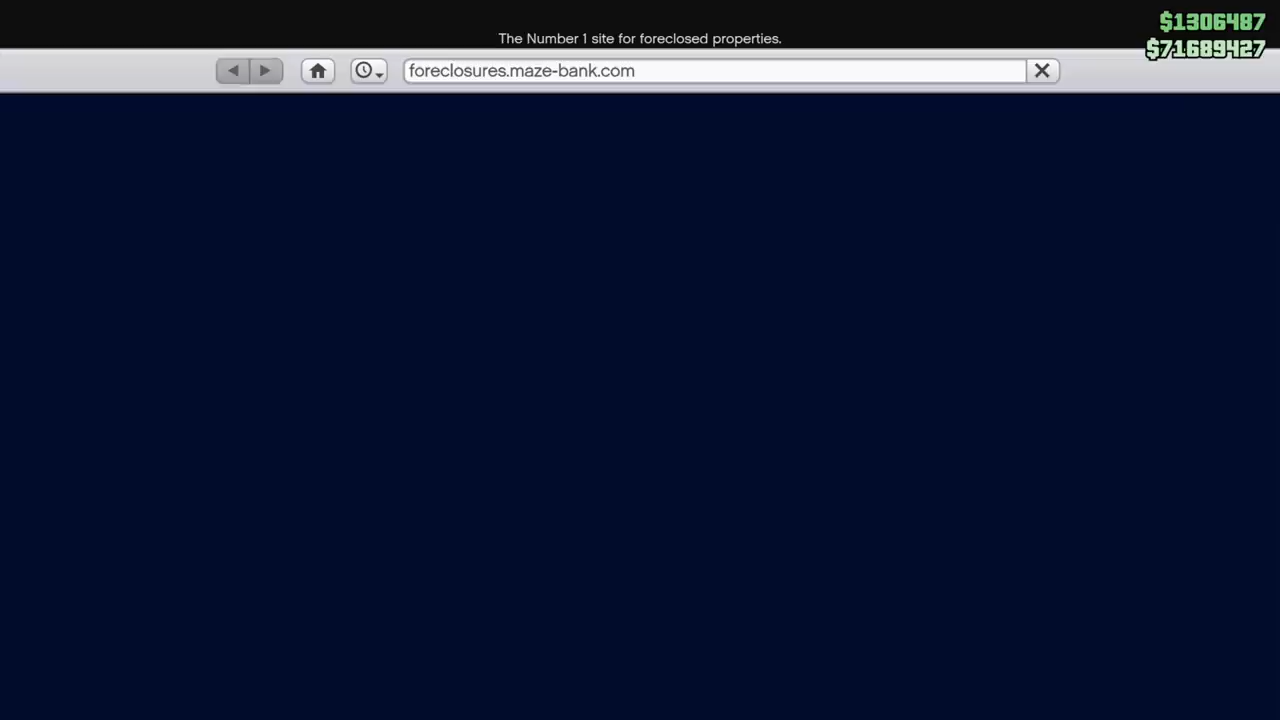 The Number 1 site for foreclosed properties.
$1306487
$71689427
foreclosures.maze-bank.com